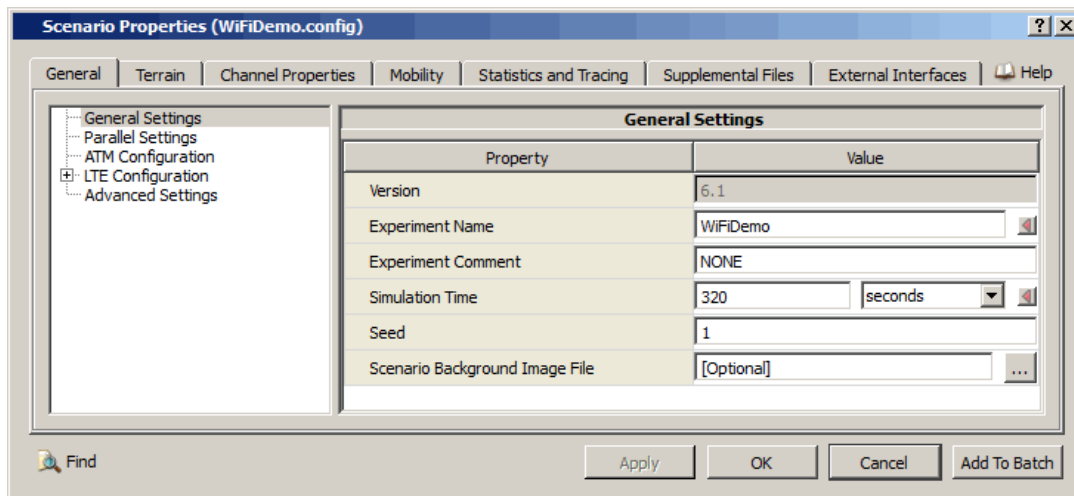 Scenario Properties (WiFiDemo.config)
General Terrain Channel Properties Mobility Statistics and Tracing Supplemental Files External Interfaces Help
General Settings
Parallel Settings
ATM Configuration
LTE Configuration
Advanced Settings
General Settings
Property Value
Version 6.1
Experiment Name WiFiDemo
Experiment Comment NONE
Simulation Time 320 seconds
Seed 1
Scenario Background Image File [Optional] ...
Find Apply OK Cancel Add To Batch